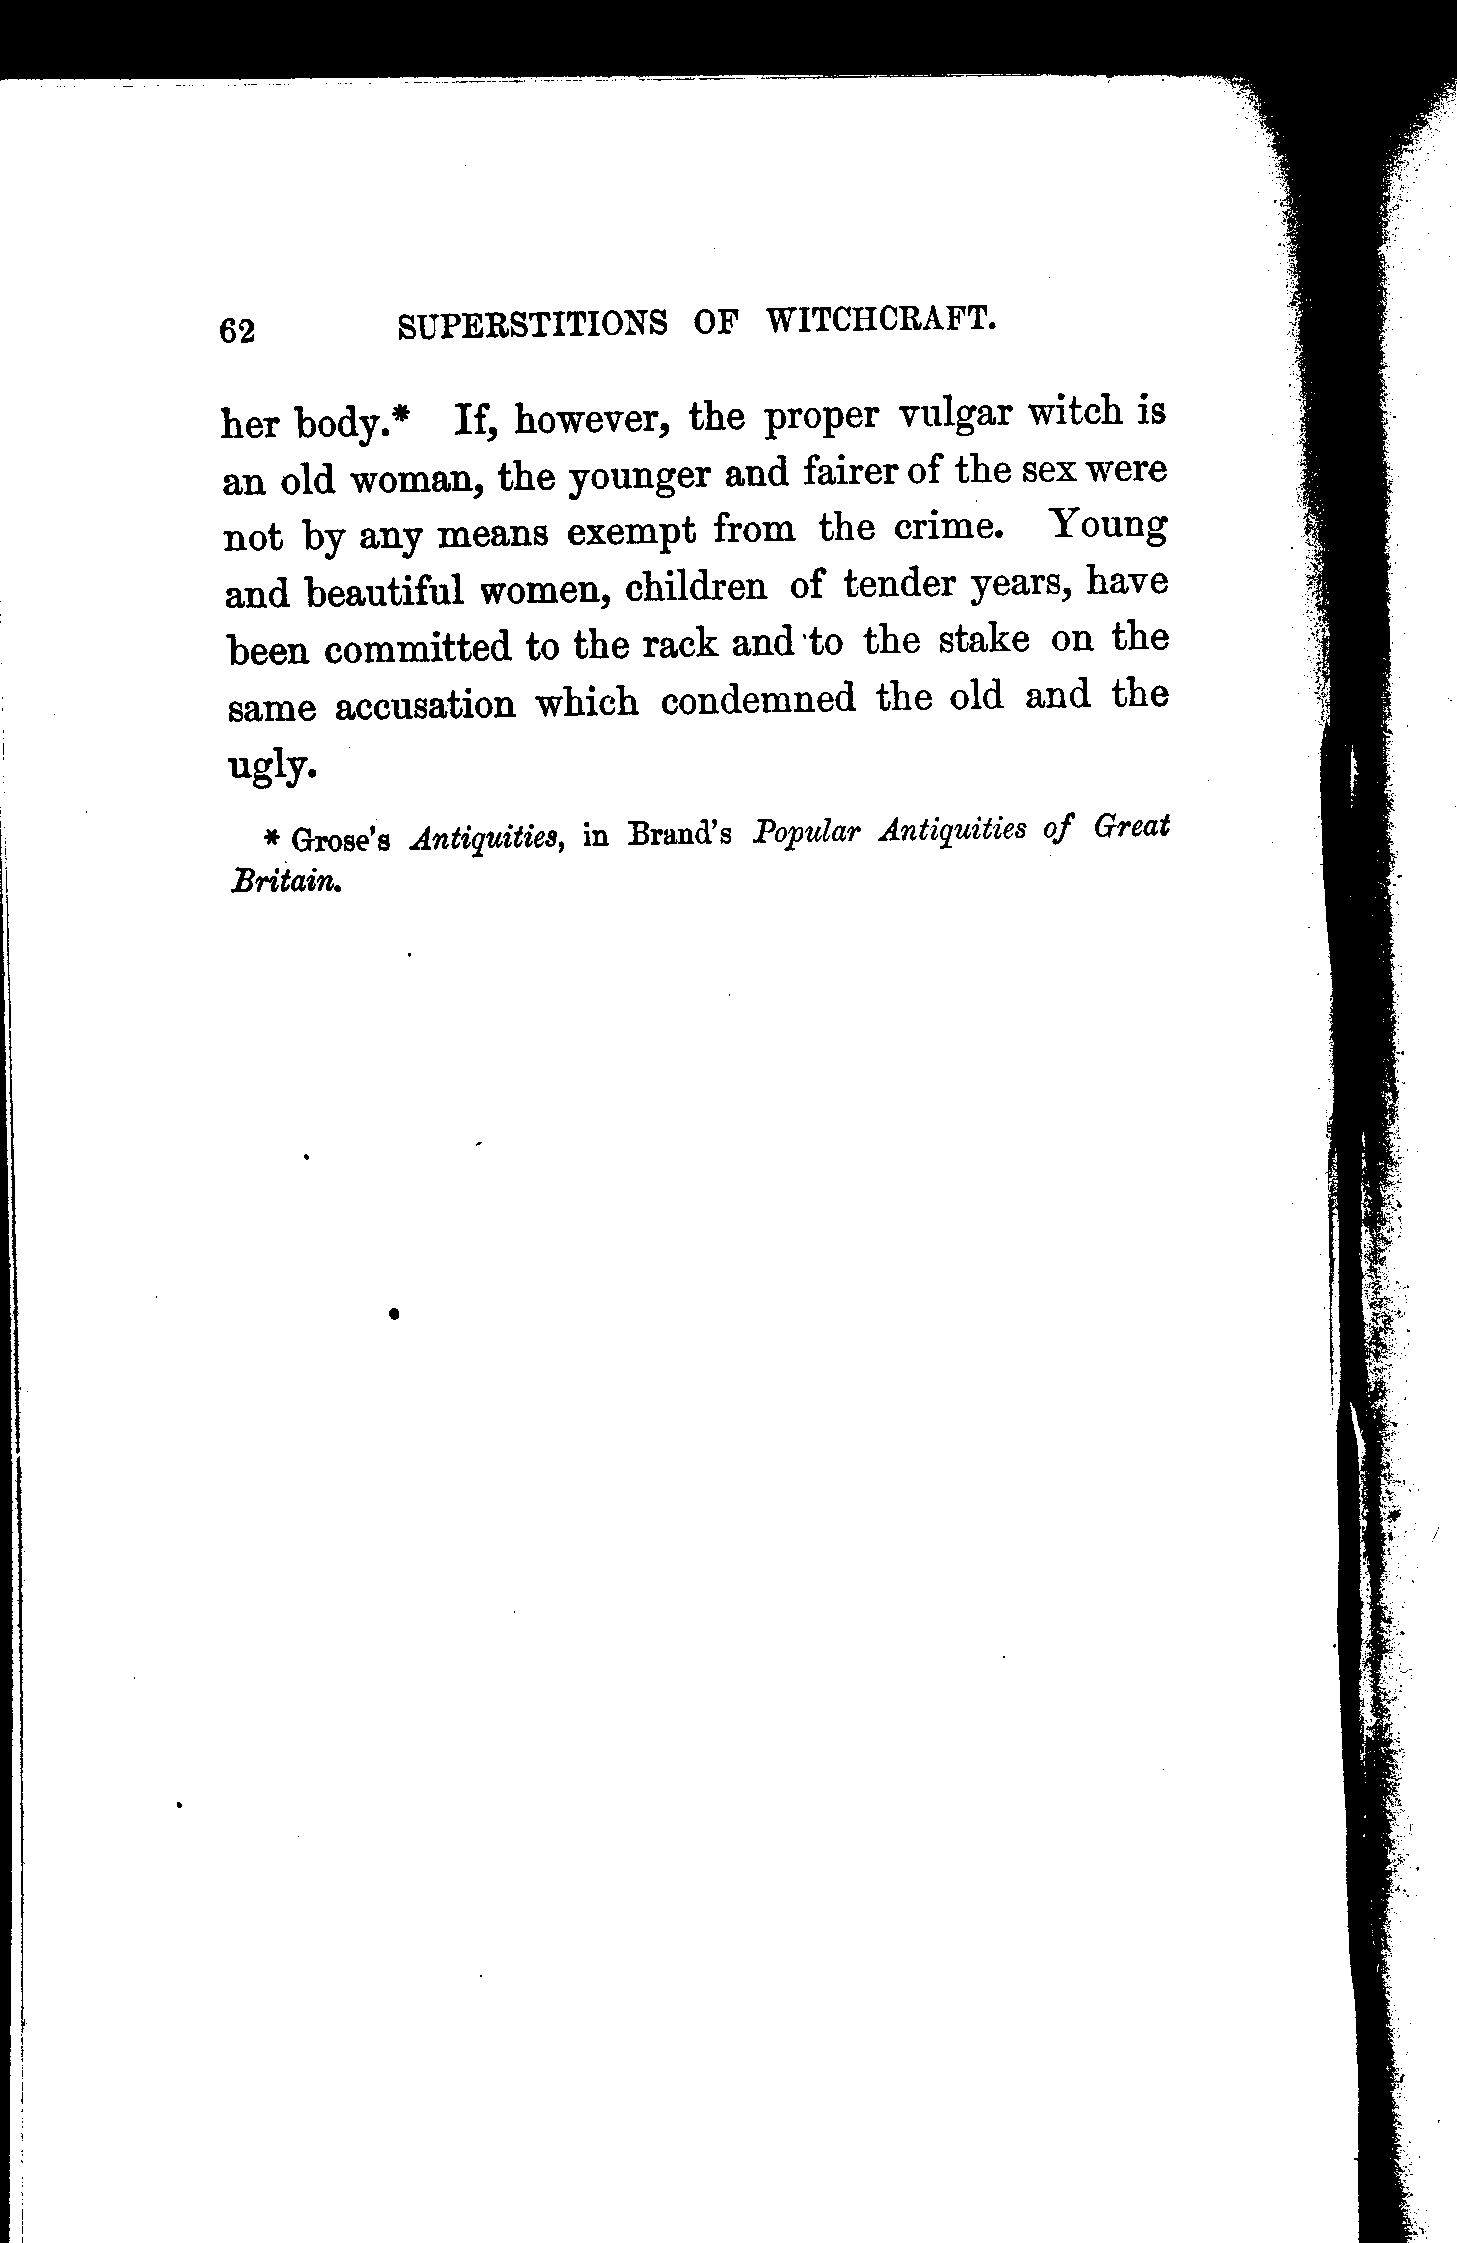 62 SUPERSTITIONS OF WITCHCRAFT.
her body.* If, however, the proper vulgar witch is
an old woman, the younger and fairer of the sex were
not by any means exempt from the crime. Young
and beautiful women, children of tender years, have
been committed to the rack and to the stake on the
same accusation which condemned the old and the
ugly.
* Grose's Antiquities, in Brand's Popular Antiquities of Great
Britain.